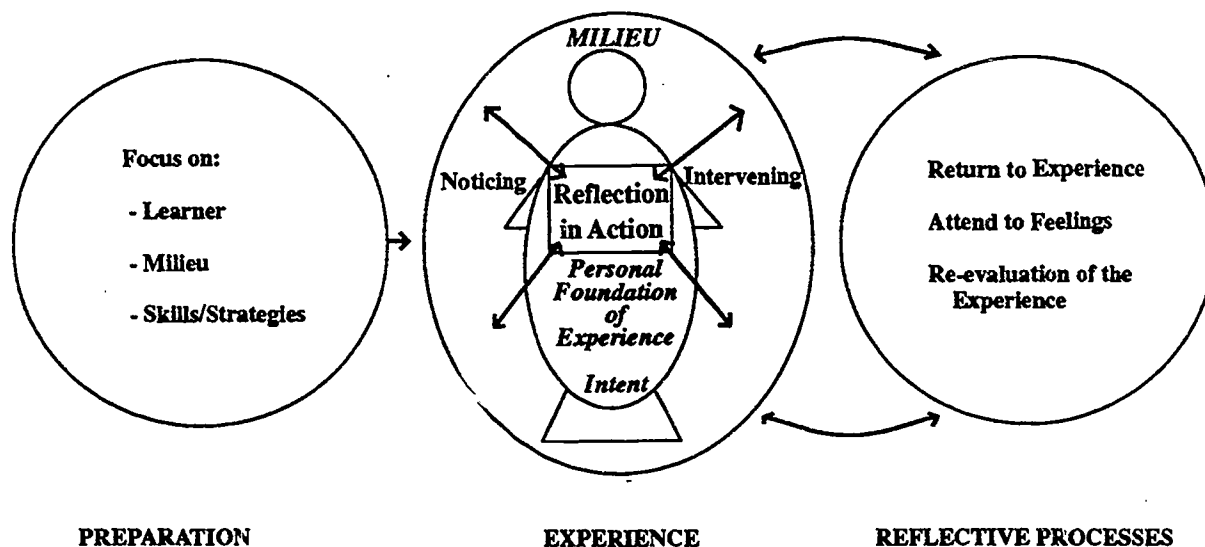 Focus on:
- Learner
- Milieu
- Skills/Strategies
MILIEU
Noticing
Intervening
Reflection
in Action
Personal
Foundation
of
Experience
Intent
Return to Experience
Attend to Feelings
Re-evaluation of the
Experience
PREPARATION
EXPERIENCE
REFLECTIVE PROCESSES